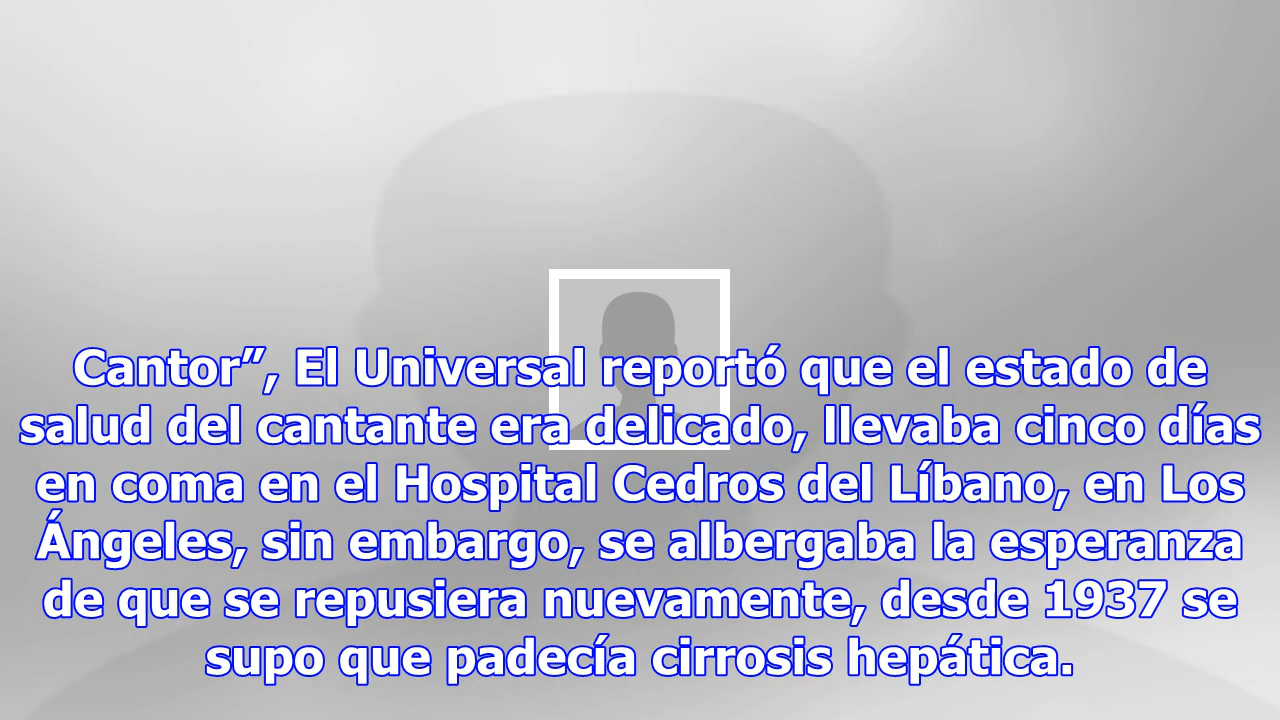 Cantor”, El Universal reportó que el estado de
salud del cantante era delicado, llevaba cinco días
en coma en el Hospital Cedros del Líbano, en Los
Ángeles, sin embargo, se albergaba la esperanza
de que se repusiera nuevamente, desde 1937 se
supo que padecía cirrosis hepática.